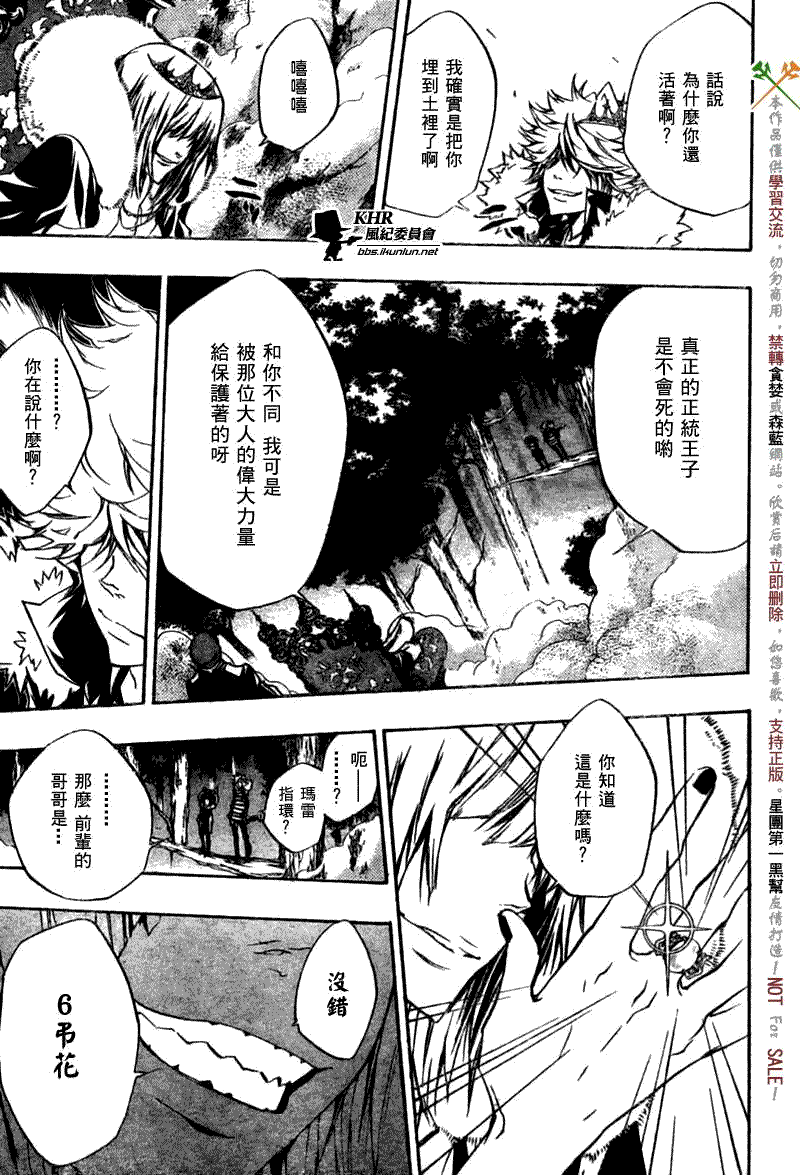 話說
為什麼你還
活著啊?
我確實是把你
埋到土裡了啊
嘻嘻嘻
KHR
風紀委員會
bbs.ikunlun.net
真正的正統王子
是不會死的喲
和你不同 我可是
被那位大人的偉大力量
給保護著的呀
………?
你在說什麼啊?
你知道
這是什麼嗎?
呃──
……?
瑪雷
指環?
………
那麼 前輩的
哥哥是…
沒錯
6弔花
本作品僅供學習交流，切勿商用，禁轉貪婪或森藍網站。欣賞后請立即刪除，如您喜歡，支持正版。星團第一黑幫友情打造！NOT For SALE！